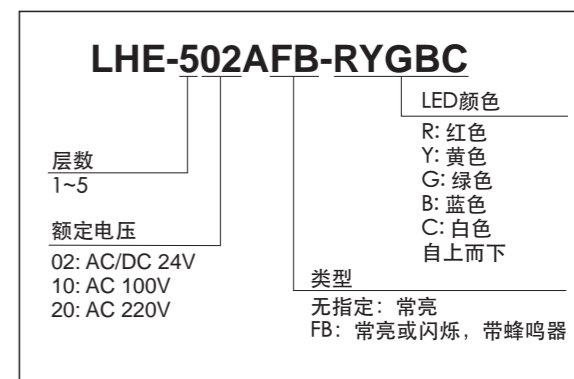 LHE-502AFB-RYGBC
层数
1~5
额定电压
02: AC/DC 24V
10: AC 100V
20: AC 220V
LED颜色
R: 红色
Y: 黄色
G: 绿色
B: 蓝色
C: 白色
自上而下
类型
无指定：常亮
FB：常亮或闪烁，带蜂鸣器